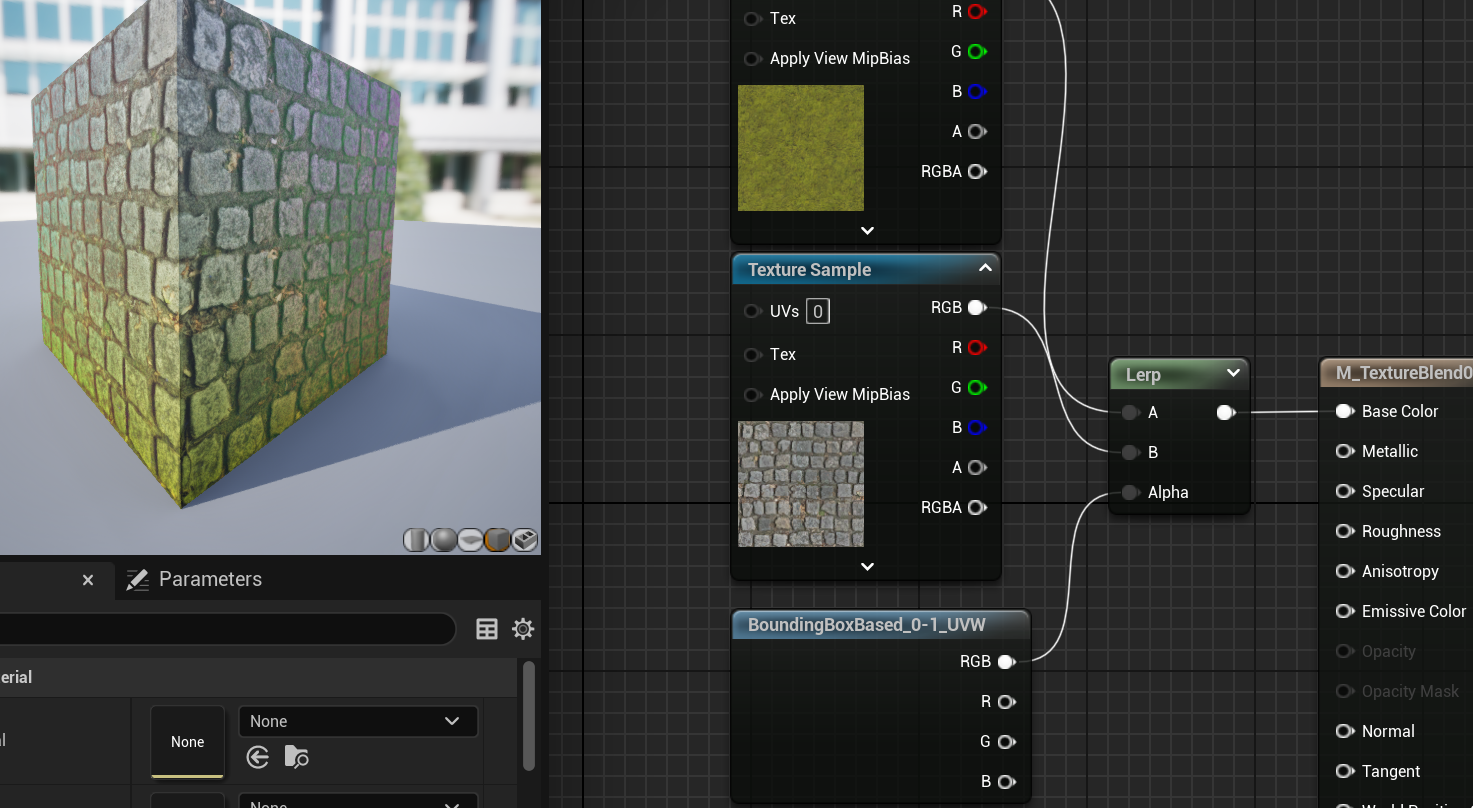 R
Tex
G
Apply View MipBias
B
A
RGBA
Texture Sample
UVs 0
RGB
Tex
R
G
Apply View MipBias
B
A
RGBA
Lerp
A
B
Alpha
M_TextureBlend0
Base Color
Metallic
Specular
Roughness
Anisotropy
Emissive Color
Opacity
Opacity Mask
Normal
Tangent
BoundingBoxBased_0-1_UVW
RGB
R
G
B
Parameters
erial
None
None